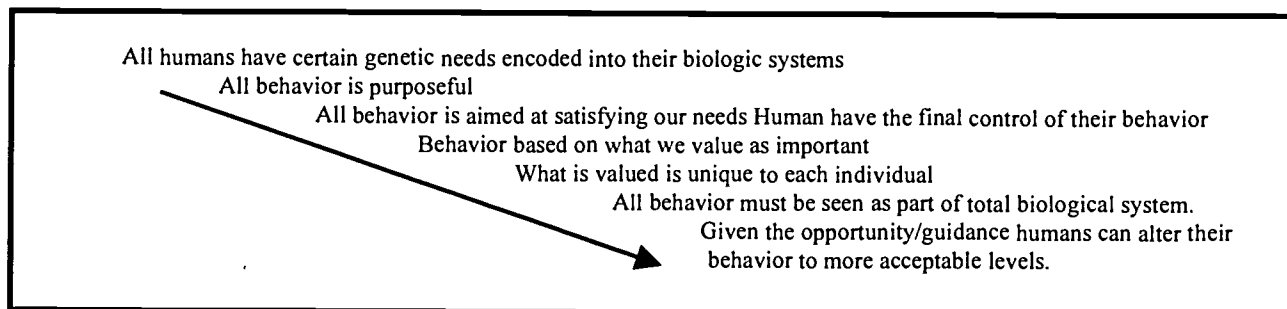 All humans have certain genetic needs encoded into their biologic systems
All behavior is purposeful
All behavior is aimed at satisfying our needs Human have the final control of their behavior
Behavior based on what we value as important
What is valued is unique to each individual
All behavior must be seen as part of total biological system.
Given the opportunity/guidance humans can alter their
behavior to more acceptable levels.